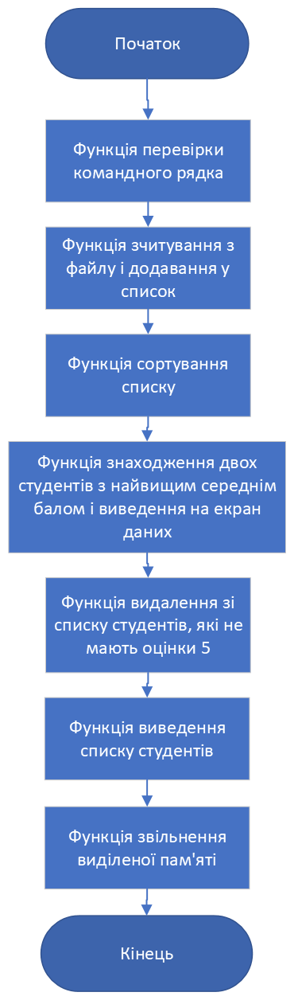 Початок
Функція перевірки
командного рядка
Функція зчитування з
файлу і додавання у
список
Функція сортування
списку
Функція знаходження двох
студентів з найвищим середнім
балом і виведення на екран
даних
Функція видалення зі
списку студентів, які не
мають оцінки 5
Функція виведення
списку студентів
Функція звільнення
виділеної пам'яті
Кінець